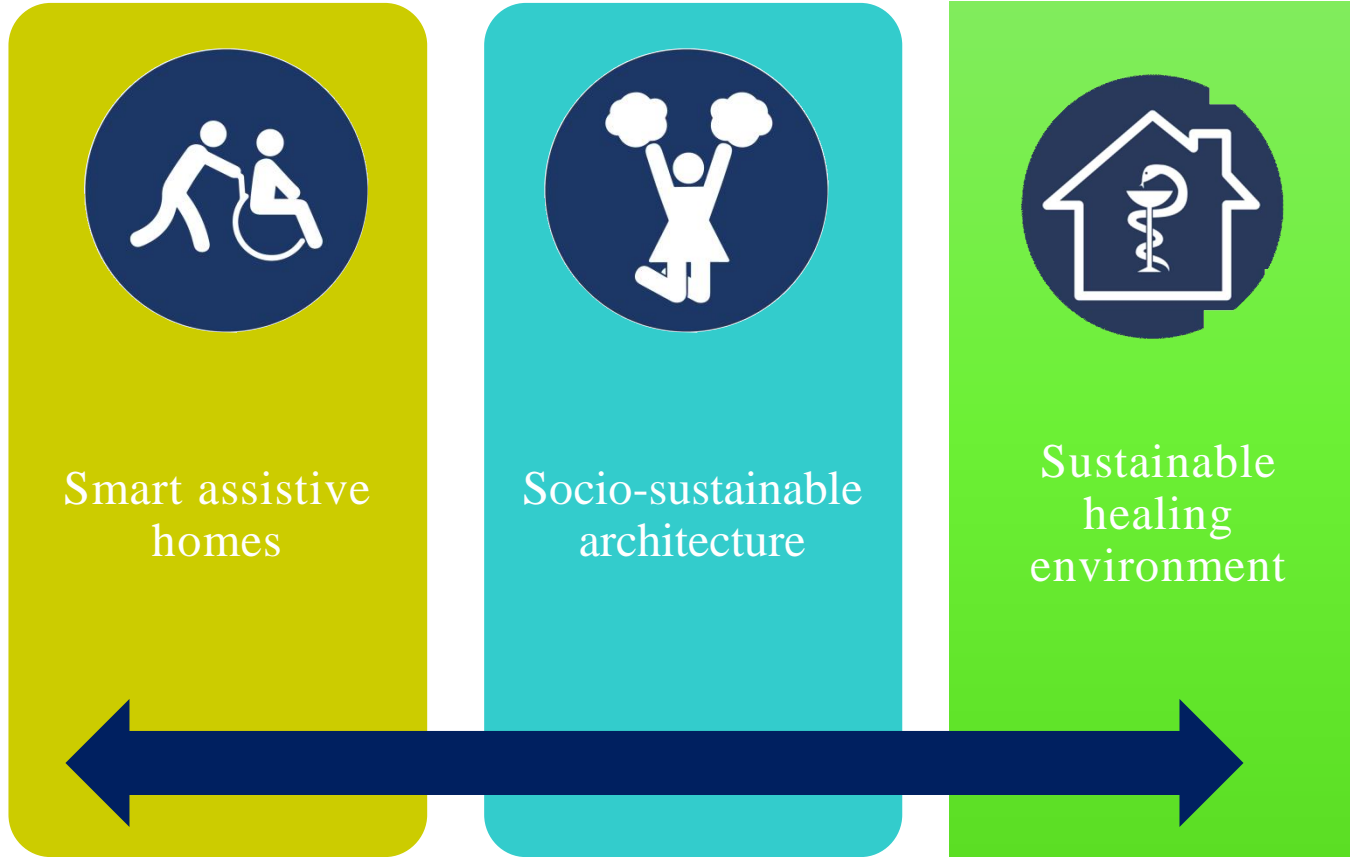 Smart assistive
homes
Socio-sustainable
architecture
Sustainable
healing
environment